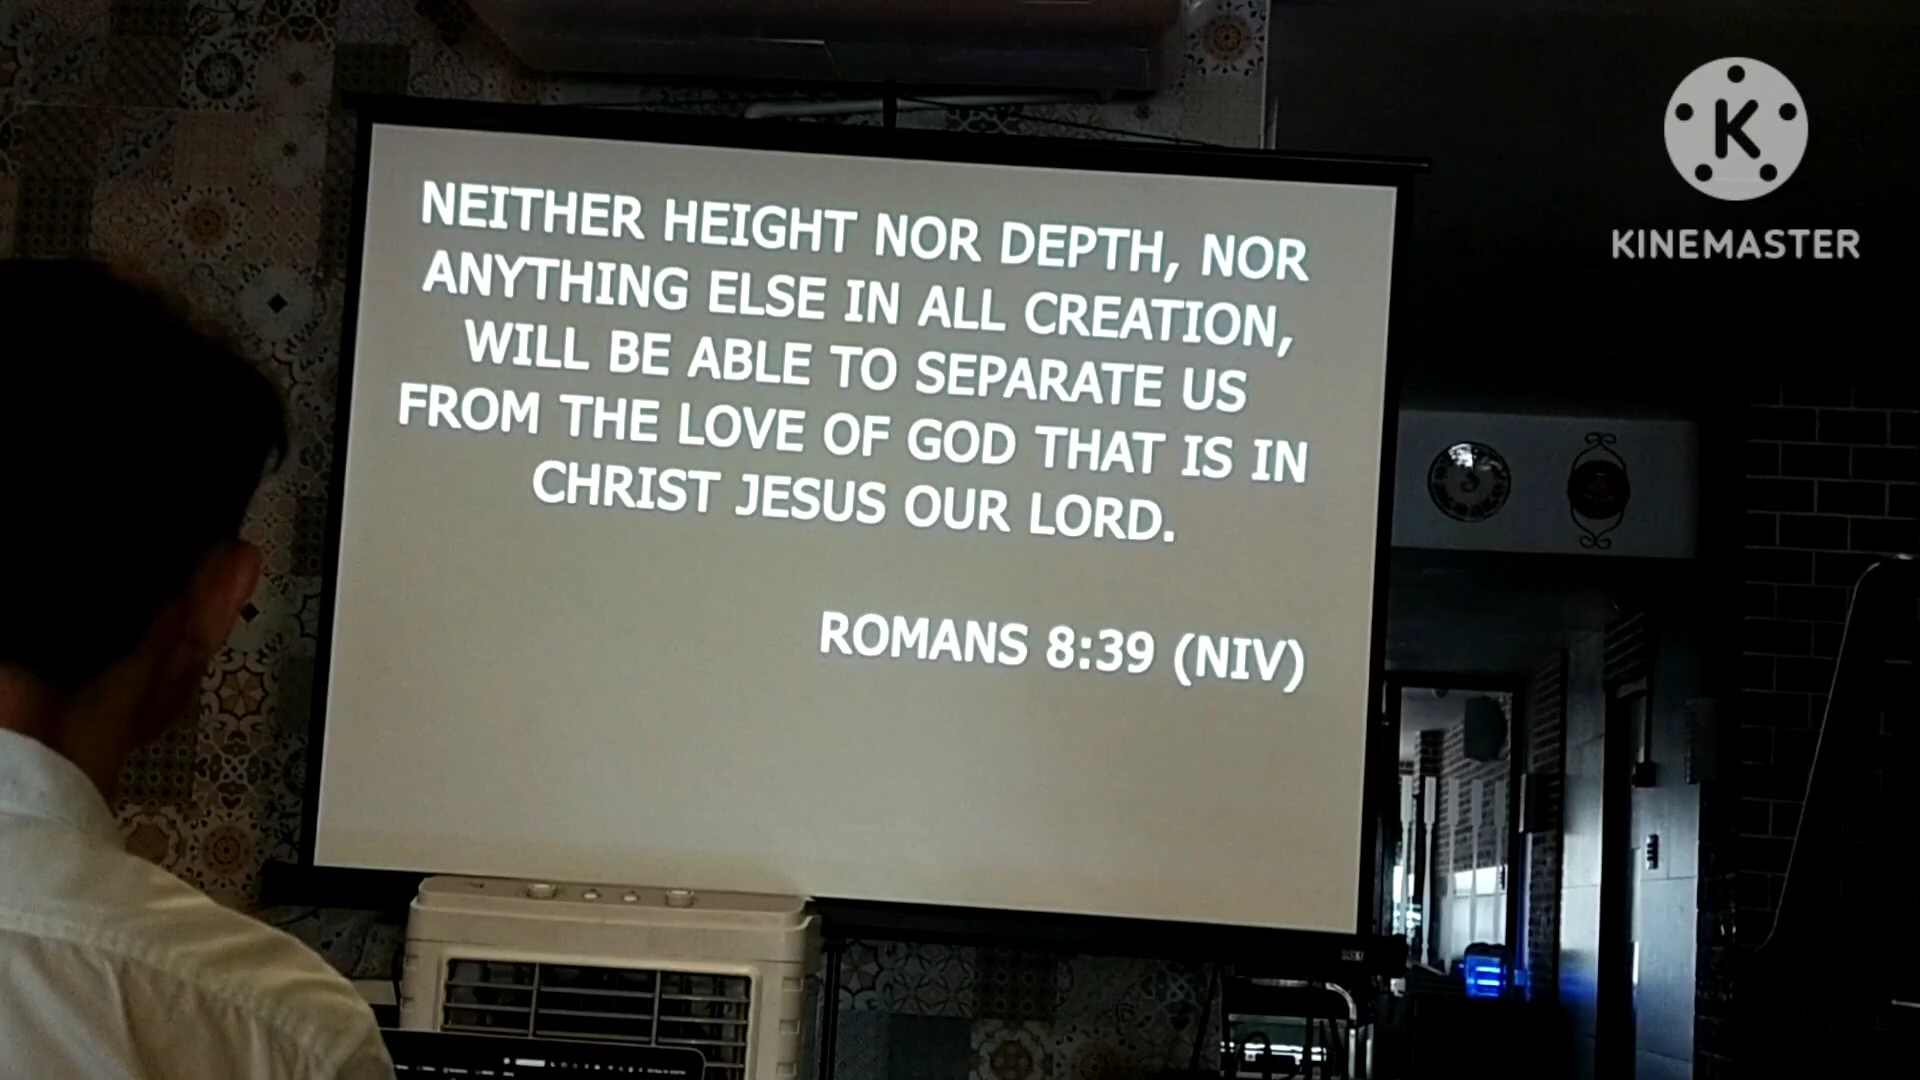 NEITHER HEIGHT NOR DEPTH, NOR
ANYTHING ELSE IN ALL CREATION,
WILL BE ABLE TO SEPARATE US
FROM THE LOVE OF GOD THAT IS IN
CHRIST JESUS OUR LORD.
ROMANS 8:39 (NIV)
K
KINEMASTER